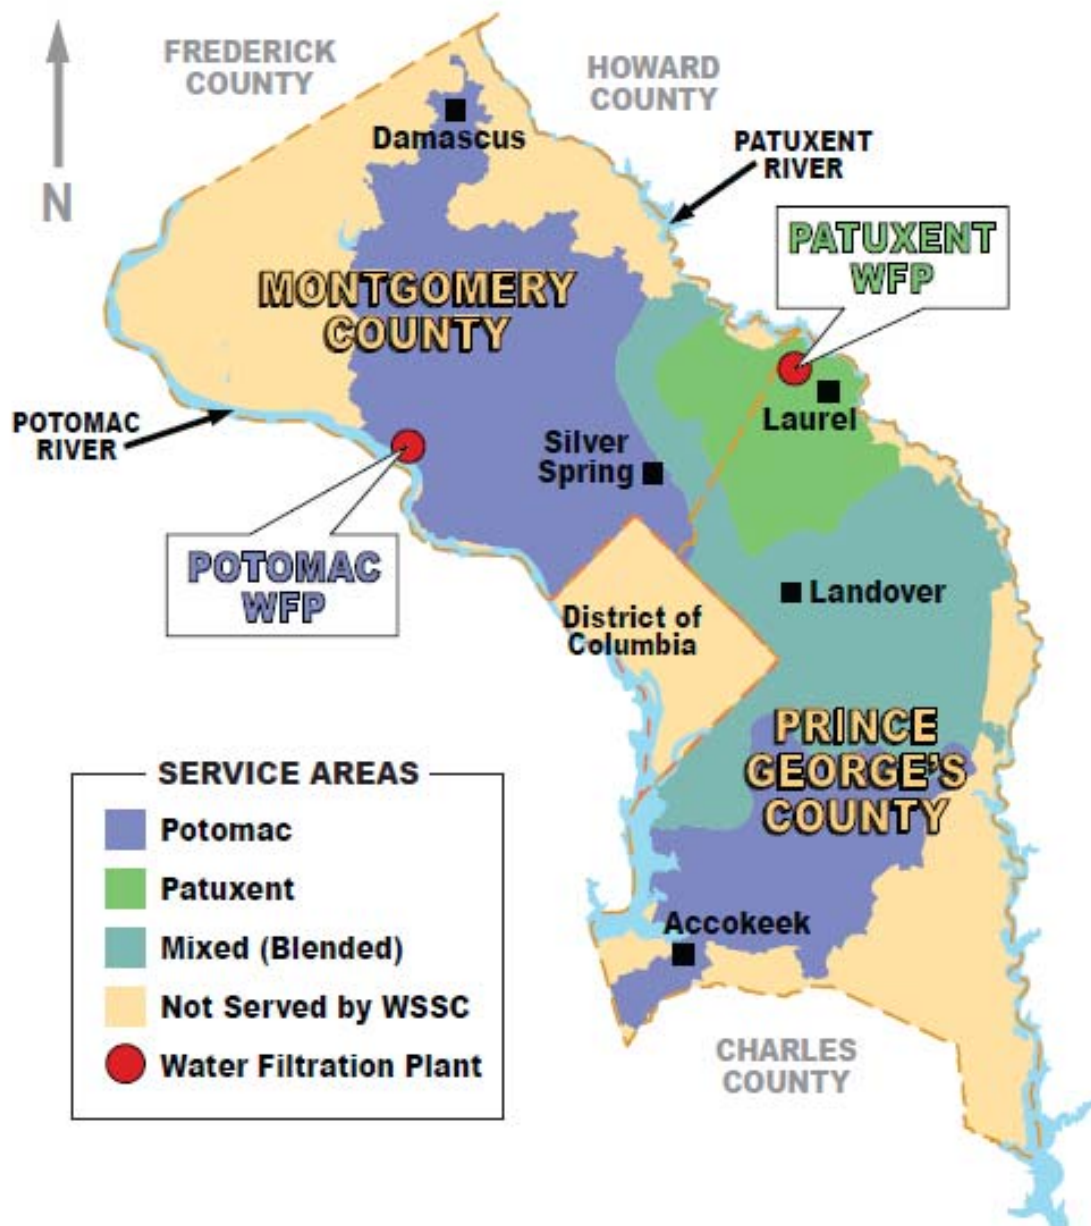 FREDERICK
COUNTY
HOWARD
COUNTY
Damascus
PATUXENT
RIVER
N
PATUXENT
WFP
MONTGOMERY
COUNTY
POTOMAC
RIVER
Laurel
Silver
Spring
POTOMAC
WFP
Landover
District of
Columbia
PRINCE
GEORGE'S
COUNTY
SERVICE AREAS
Potomac
Patuxent
Mixed (Blended)
Not Served by WSSC
Water Filtration Plant
Accokeek
CHARLES
COUNTY